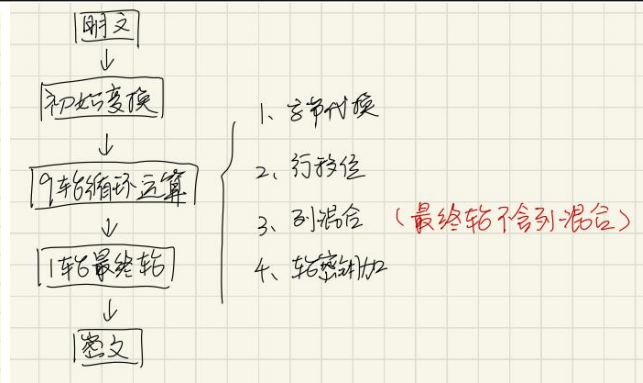 明文
初始变换
9轮循环运算
1轮最终轮
密文
1、字节代换
2、行移位
3、列混合 (最终轮不含列混合)
4、轮密钥加